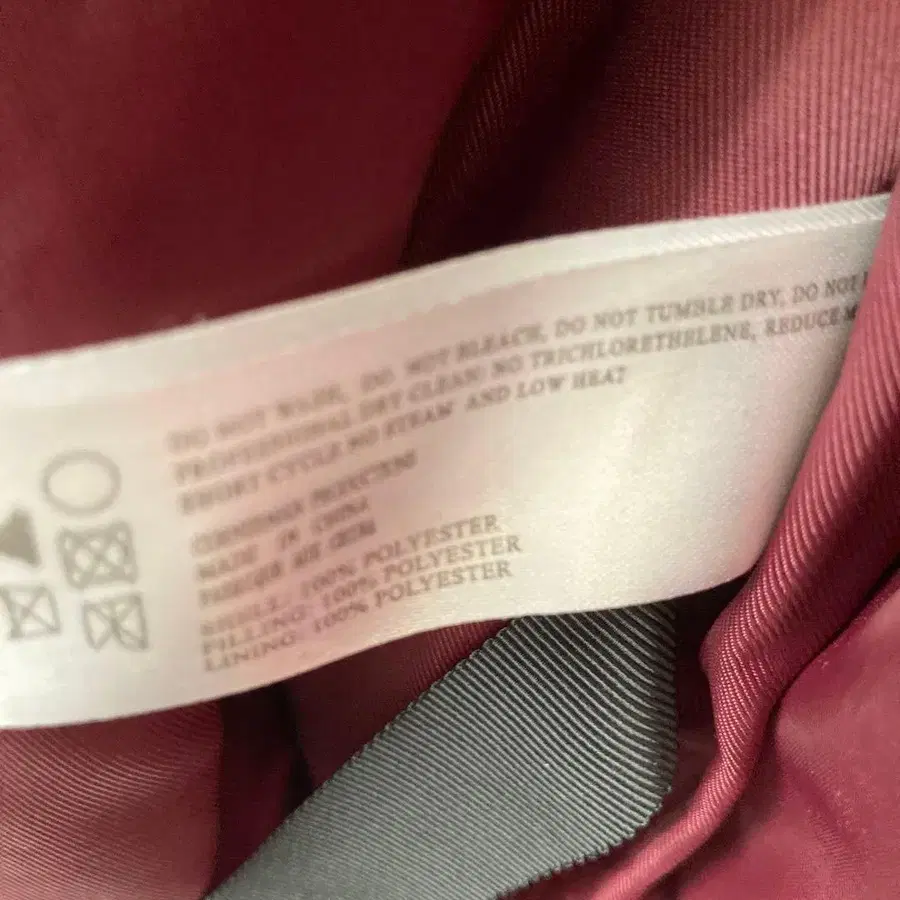 DO NOT WASH, DO NOT BLEACH, DO NOT TUMBLR DRY, DO NOT
PROFESSIONAL DRY CLEAN: NO TRICHLORETHELENE, REDUCE
SHORT CYCLE NO STEAM AND LOW HEAT
MADE IN CHINA
SHELL: 100% POLYESTER
FILLING: 100% POLYESTER
LINING: 100% POLYESTER